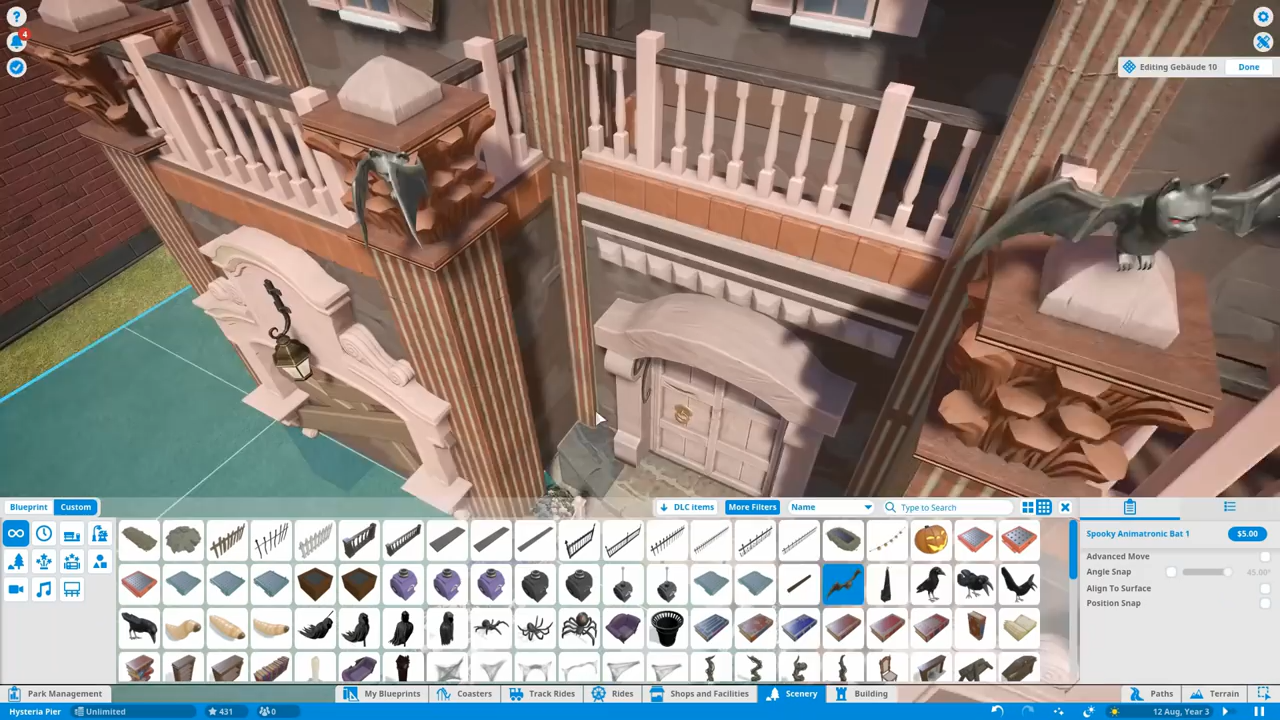 ?
4
Editing Gebäude 10
Done
Blueprint
Custom
DLC items
More Filters
Name
Type to Search
Spooky Animatronic Bat 1
$5.00
Advanced Move
Angle Snap
45.00°
Align To Surface
Position Snap
Park Management
My Blueprints
Coasters
Track Rides
Rides
Shops and Facilities
Scenery
Building
Paths
Terrain
Hysteria Pier
Unlimited
431
0
12 Aug, Year 3